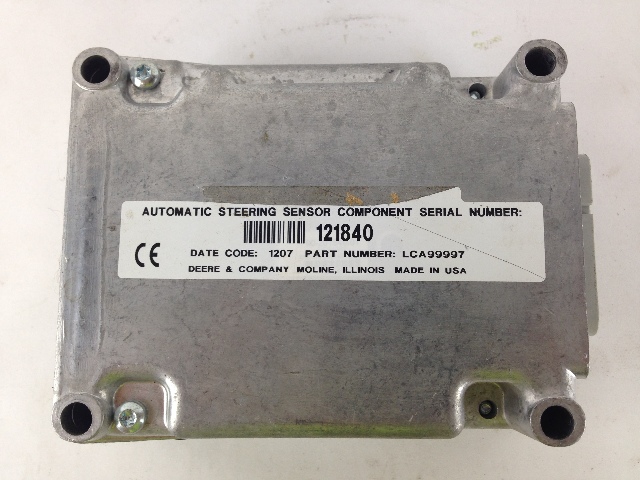 AUTOMATIC STEERING SENSOR COMPONENT SERIAL NUMBER:
121840
CE DATE CODE: 1207 PART NUMBER: LCA99997
DEERE & COMPANY MOLINE, ILLINOIS MADE IN USA